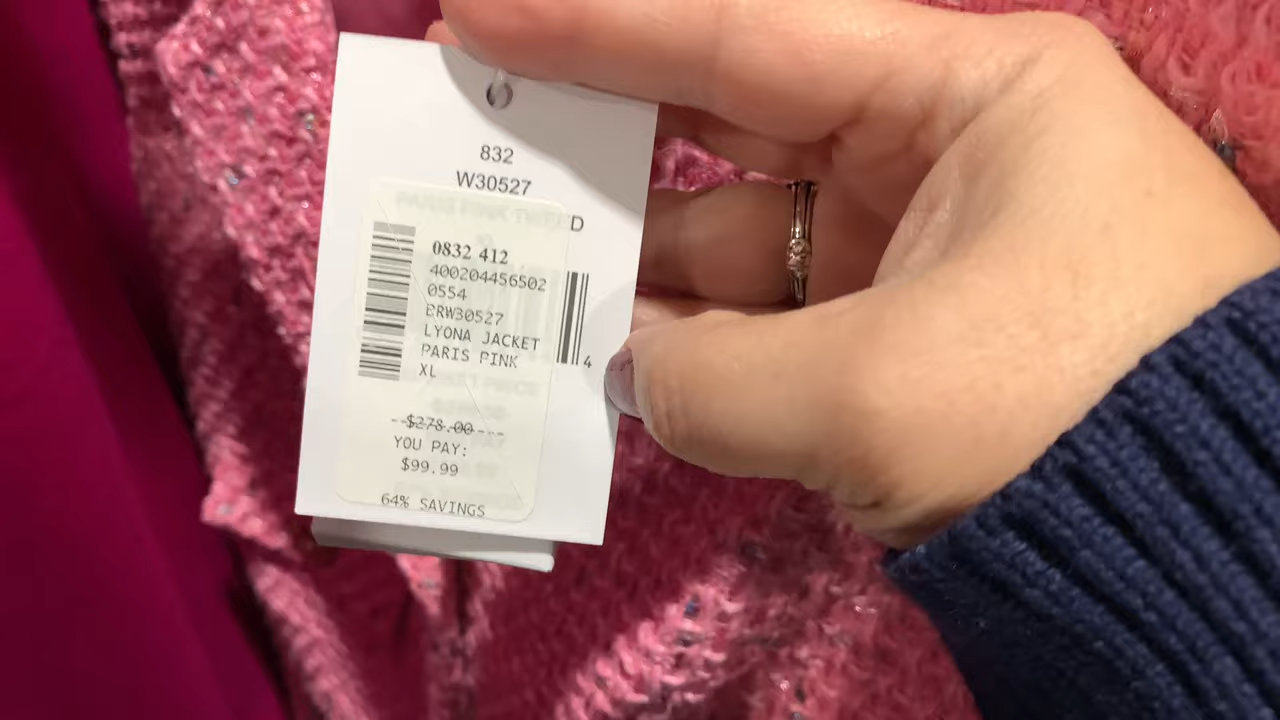 832
W30527
D
0832 412
400204456502
0554
BRW30527
LYONA JACKET
PARIS PINK
XL
4
$278.00
YOU PAY:
$99.99
64% SAVINGS